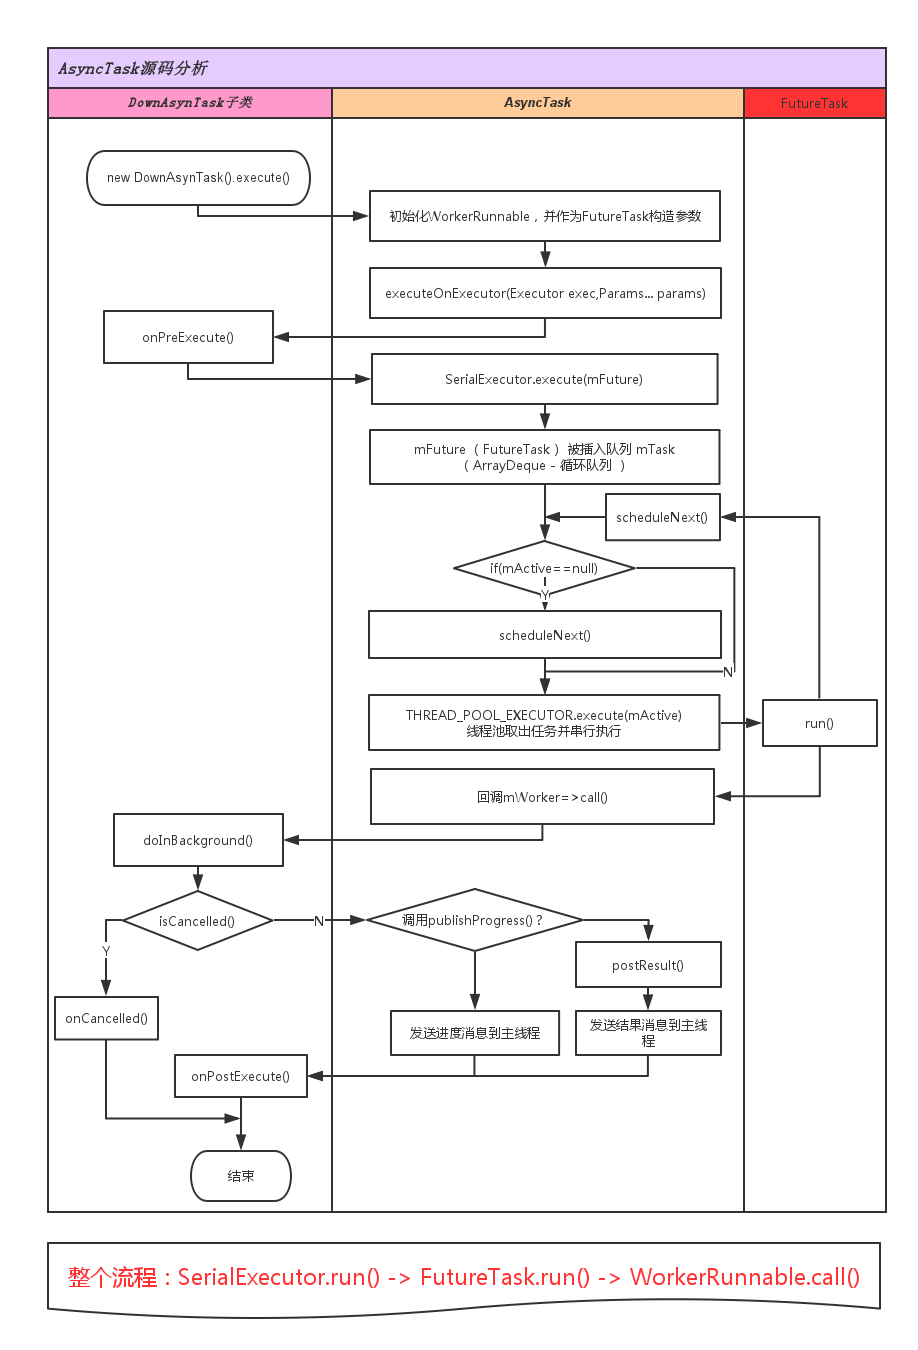 AsyncTask源码分析
DownAsynTask子类
AsyncTask
FutureTask
new DownAsynTask().execute()
初始化WorkerRunnable，并作为FutureTask构造参数
executeOnExecutor(Executor exec,Params... params)
onPreExecute()
SerialExecutor.execute(mFuture)
mFuture （FutureTask） 被插入队列 mTask
（ArrayDeque - 循环队列 ）
scheduleNext()
if(mActive==null)
Y
scheduleNext()
N
THREAD_POOL_EXECUTOR.execute(mActive)
线程池取出任务并串行执行
run()
回调mWorker=>call()
doInBackground()
isCancelled()
N
调用publishProgress()？
Y
postResult()
onCancelled()
发送进度消息到主线程
发送结果消息到主线
程
onPostExecute()
结束
整个流程：SerialExecutor.run() -> FutureTask.run() -> WorkerRunnable.call()